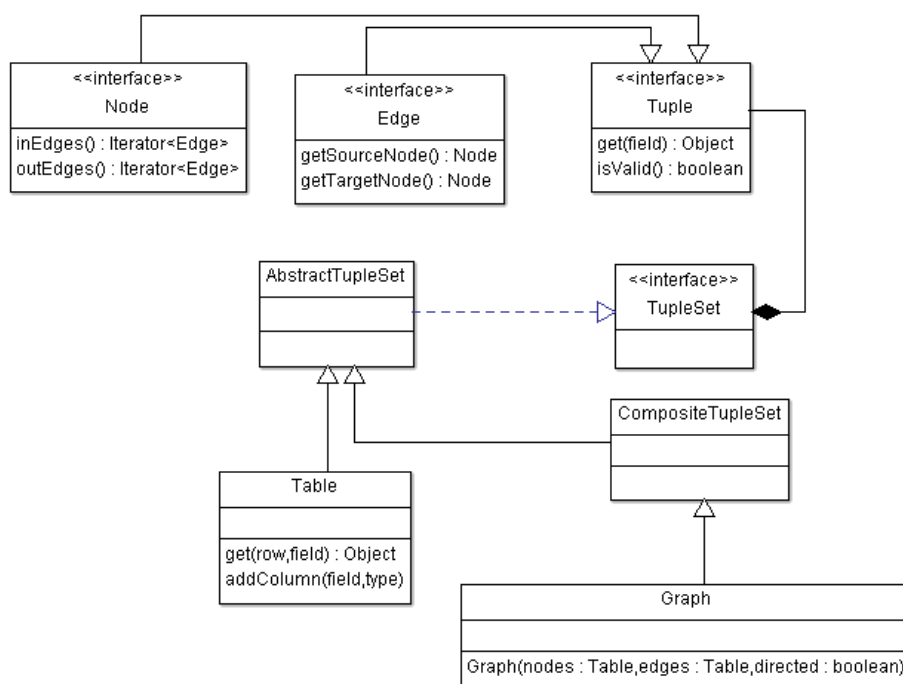 <<interface>>
Node
inEdges() : Iterator<Edge>
outEdges() : Iterator<Edge>
<<interface>>
Edge
getSourceNode() : Node
getTargetNode() : Node
<<interface>>
Tuple
get(field) : Object
isValid() : boolean
AbstractTupleSet
<<interface>>
TupleSet
CompositeTupleSet
Table
get(row,field) : Object
addColumn(field,type)
Graph
Graph(nodes : Table,edges : Table,directed : boolean)